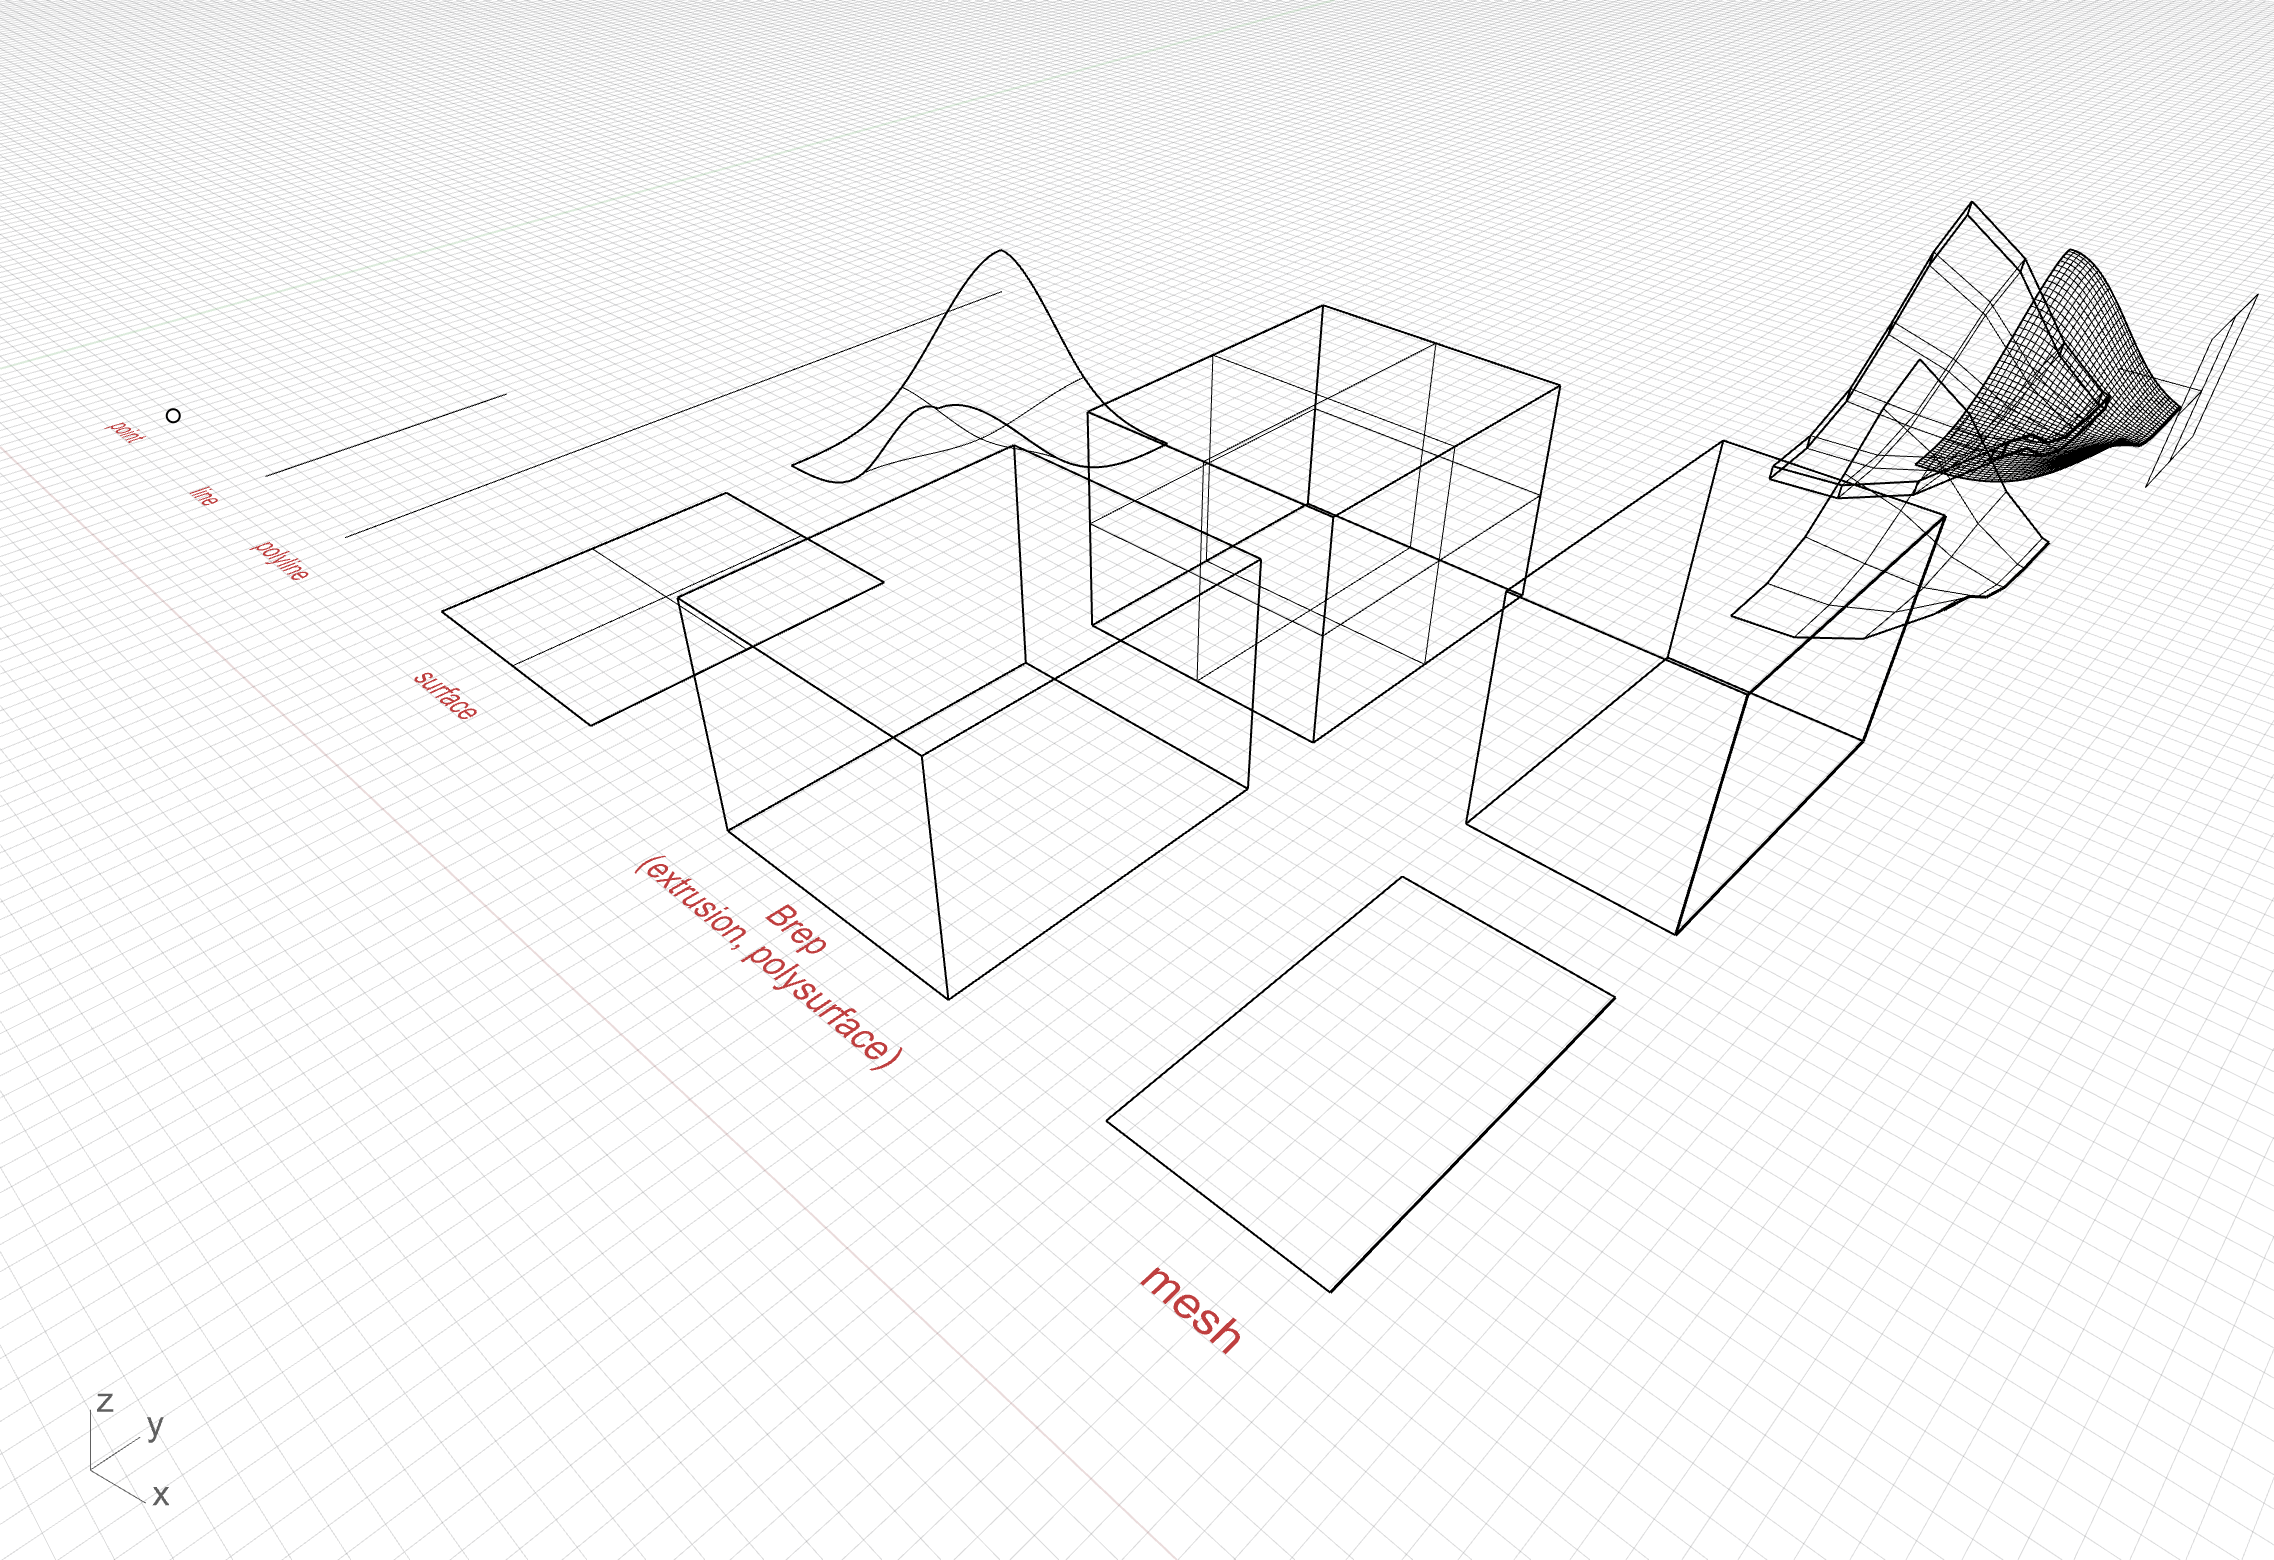 point
line
polyline
surface
Brep
(extrusion, polysurface)
mesh
z
y
x